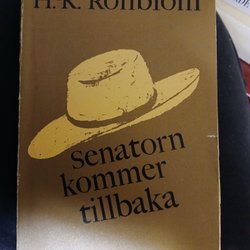 H.K. Rönblom
Senatorn
kommer
tillbaka